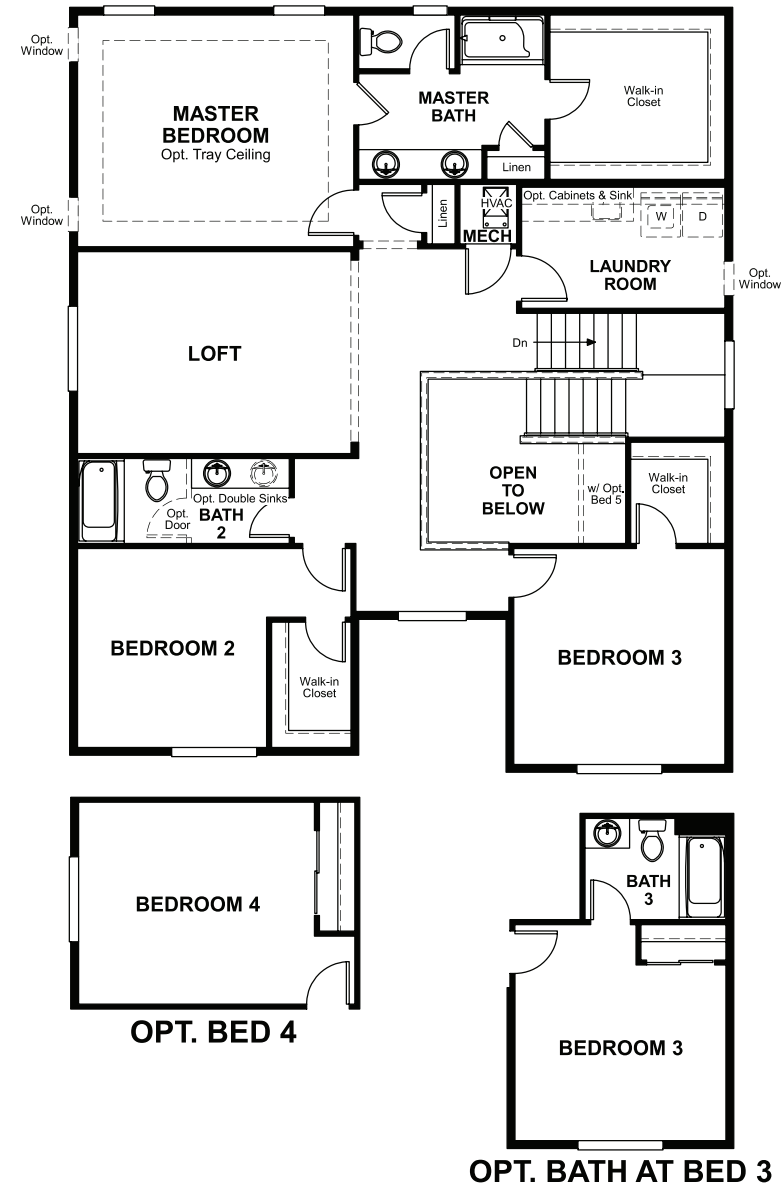 Opt.
Window
MASTER
BEDROOM
Opt. Tray Ceiling
MASTER
BATH
Walk-in
Closet
Linen
Opt.
Window
Linen
HVAC
MECH
Opt. Cabinets & Sink
W
D
LAUNDRY
ROOM
Opt.
Window
LOFT
Dn
OPEN
TO
BELOW
w/ Opt.
Bed 5
Walk-in
Closet
Opt. Double Sinks
Opt.
Door
BATH
2
BEDROOM 2
Walk-in
Closet
BEDROOM 3
BEDROOM 4
OPT. BED 4
BATH
3
BEDROOM 3
OPT. BATH AT BED 3